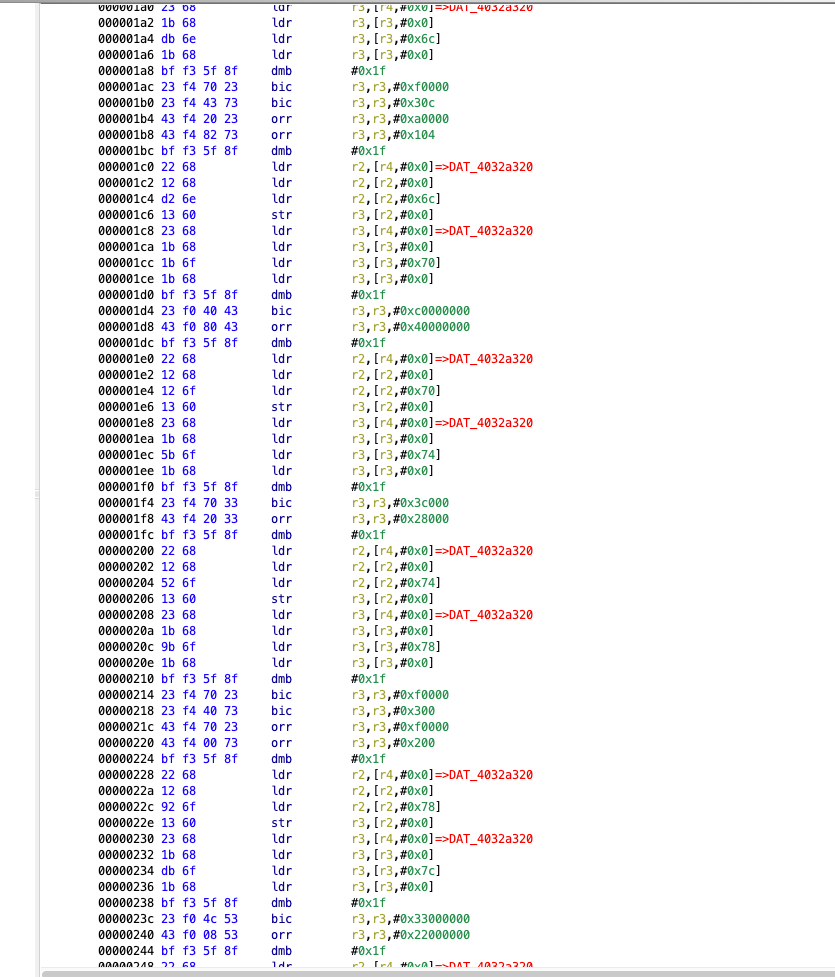 000001a0 23 68 ldr r3,[r4,#0x0]=>DAT_4032a320
000001a2 1b 68 ldr r3,[r3,#0x0]
000001a4 db 6e ldr r3,[r3,#0x6c]
000001a6 1b 68 ldr r3,[r3,#0x0]
000001a8 bf f3 5f 8f dmb #0x1f
000001ac 23 f4 70 23 bic r3,r3,#0xf0000
000001b0 23 f4 43 73 bic r3,r3,#0x30c
000001b4 43 f4 20 23 orr r3,r3,#0xa0000
000001b8 43 f4 82 73 orr r3,r3,#0x104
000001bc bf f3 5f 8f dmb #0x1f
000001c0 22 68 ldr r2,[r4,#0x0]=>DAT_4032a320
000001c2 12 68 ldr r2,[r2,#0x0]
000001c4 d2 6e ldr r2,[r2,#0x6c]
000001c6 13 60 str r3,[r2,#0x0]
000001c8 23 68 ldr r3,[r4,#0x0]=>DAT_4032a320
000001ca 1b 68 ldr r3,[r3,#0x0]
000001cc 1b 6f ldr r3,[r3,#0x70]
000001ce 1b 68 ldr r3,[r3,#0x0]
000001d0 bf f3 5f 8f dmb #0x1f
000001d4 23 f0 40 43 bic r3,r3,#0xc0000000
000001d8 43 f0 80 43 orr r3,r3,#0x40000000
000001dc bf f3 5f 8f dmb #0x1f
000001e0 22 68 ldr r2,[r4,#0x0]=>DAT_4032a320
000001e2 12 68 ldr r2,[r2,#0x0]
000001e4 12 6f ldr r2,[r2,#0x70]
000001e6 13 60 str r3,[r2,#0x0]
000001e8 23 68 ldr r3,[r4,#0x0]=>DAT_4032a320
000001ea 1b 68 ldr r3,[r3,#0x0]
000001ec 5b 6f ldr r3,[r3,#0x74]
000001ee 1b 68 ldr r3,[r3,#0x0]
000001f0 bf f3 5f 8f dmb #0x1f
000001f4 23 f4 70 33 bic r3,r3,#0x3c000
000001f8 43 f4 20 33 orr r3,r3,#0x28000
000001fc bf f3 5f 8f dmb #0x1f
00000200 22 68 ldr r2,[r4,#0x0]=>DAT_4032a320
00000202 12 68 ldr r2,[r2,#0x0]
00000204 52 6f ldr r2,[r2,#0x74]
00000206 13 60 str r3,[r2,#0x0]
00000208 23 68 ldr r3,[r4,#0x0]=>DAT_4032a320
0000020a 1b 68 ldr r3,[r3,#0x0]
0000020c 9b 6f ldr r3,[r3,#0x78]
0000020e 1b 68 ldr r3,[r3,#0x0]
00000210 bf f3 5f 8f dmb #0x1f
00000214 23 f4 70 23 bic r3,r3,#0xf0000
00000218 23 f4 40 73 bic r3,r3,#0x300
0000021c 43 f4 70 23 orr r3,r3,#0xf0000
00000220 43 f4 00 73 orr r3,r3,#0x200
00000224 bf f3 5f 8f dmb #0x1f
00000228 22 68 ldr r2,[r4,#0x0]=>DAT_4032a320
0000022a 12 68 ldr r2,[r2,#0x0]
0000022c 92 6f ldr r2,[r2,#0x78]
0000022e 13 60 str r3,[r2,#0x0]
00000230 23 68 ldr r3,[r4,#0x0]=>DAT_4032a320
00000232 1b 68 ldr r3,[r3,#0x0]
00000234 db 6f ldr r3,[r3,#0x7c]
00000236 1b 68 ldr r3,[r3,#0x0]
00000238 bf f3 5f 8f dmb #0x1f
0000023c 23 f0 4c 53 bic r3,r3,#0x33000000
00000240 43 f0 08 53 orr r3,r3,#0x22000000
00000244 bf f3 5f 8f dmb #0x1f
00000248 22 68 ldr r2,[r4,#0x0]=>DAT_4032a320